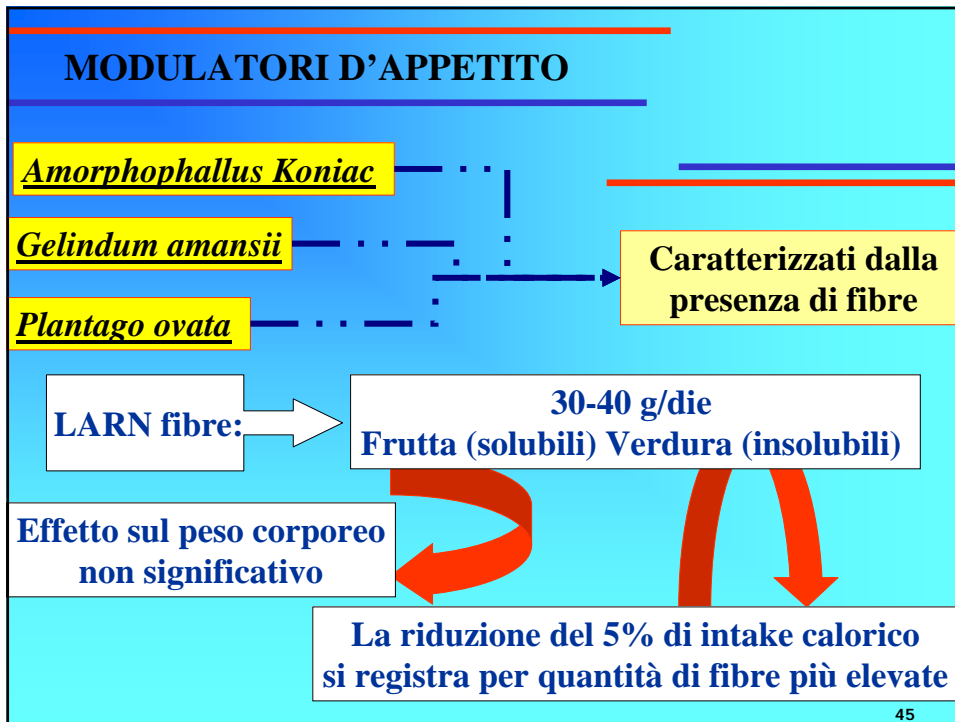 MODULATORI D'APPETITO
Amorphophallus Koniac
Gelindum amansii
Plantago ovata
Caratterizzati dalla
presenza di fibre
LARN fibre:
30-40 g/die
Frutta (solubili) Verdura (insolubili)
Effetto sul peso corporeo
non significativo
La riduzione del 5% di intake calorico
si registra per quantità di fibre più elevate
45